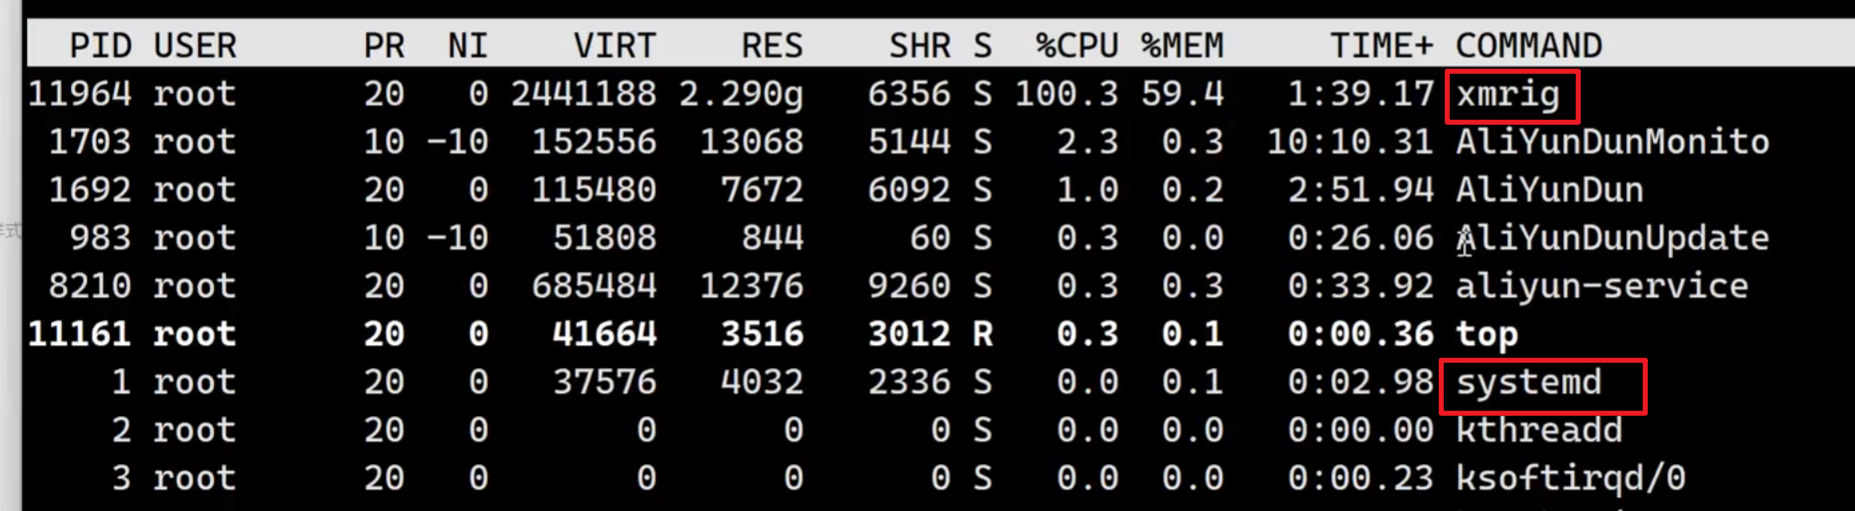 PID USER PR NI VIRT RES SHR S %CPU %MEM TIME+ COMMAND
11964 root 20 0 2441188 2.290g 6356 S 100.3 59.4 1:39.17 xmrig
1703 root 10 -10 152556 13068 5144 S 2.3 0.3 10:10.31 AliYunDunMonito
1692 root 20 0 115480 7672 6092 S 1.0 0.2 2:51.94 AliYunDun
983 root 10 -10 51808 844 60 S 0.3 0.0 0:26.06 AliYunDunUpdate
8210 root 20 0 685484 12376 9260 S 0.3 0.3 0:33.92 aliyun-service
11161 root 20 0 41664 3516 3012 R 0.3 0.1 0:00.36 top
1 root 20 0 37576 4032 2336 S 0.0 0.1 0:02.98 systemd
2 root 20 0 0 0 0 S 0.0 0.0 0:00.00 kthreadd
3 root 20 0 0 0 0 S 0.0 0.0 0:00.23 ksoftirqd/0